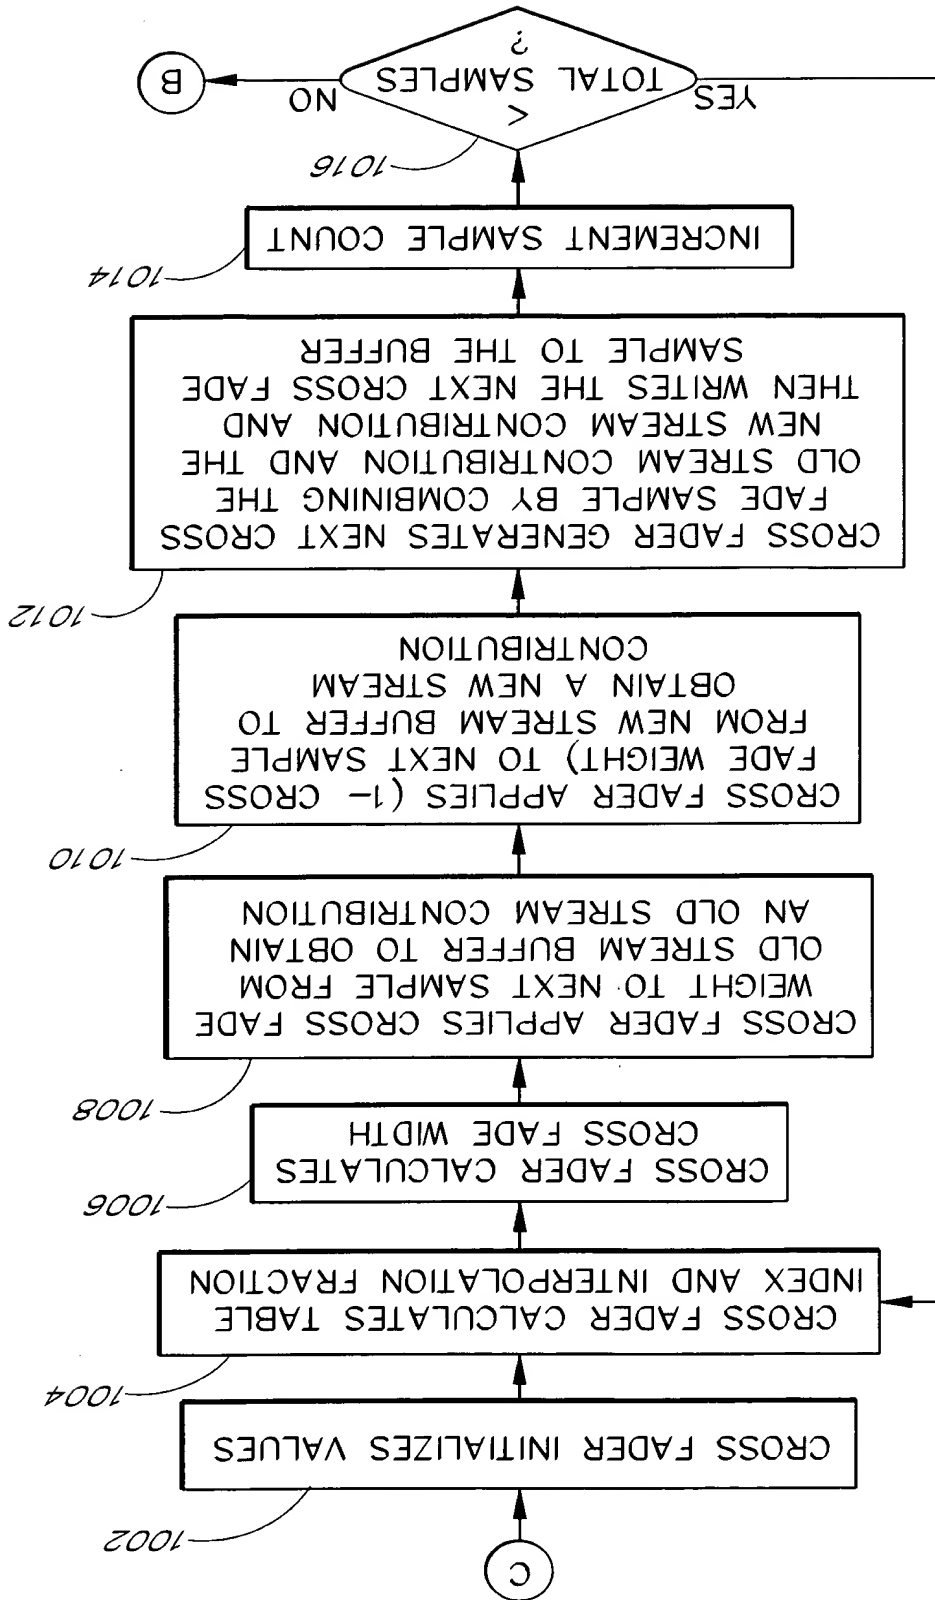 C
1002
CROSS FADER INITIALIZES VALUES
1004
CROSS FADER CALCULATES TABLE
INDEX AND INTERPOLATION FRACTION
1006
CROSS FADER CALCULATES
CROSS FADE WIDTH
1008
CROSS FADER APPLIES CROSS FADE
WEIGHT TO NEXT SAMPLE FROM
OLD STREAM BUFFER TO OBTAIN
AN OLD STREAM CONTRIBUTION
1010
CROSS FADER APPLIES (1- CROSS
FADE WEIGHT) TO NEXT SAMPLE
FROM NEW STREAM BUFFER TO
OBTAIN A NEW STREAM
CONTRIBUTION
1012
CROSS FADER GENERATES NEXT CROSS
FADE SAMPLE BY COMBINING THE
OLD STREAM CONTRIBUTION AND THE
NEW STREAM CONTRIBUTION AND
THEN WRITES THE NEXT CROSS FADE
SAMPLE TO THE BUFFER
1014
INCREMENT SAMPLE COUNT
1016
<
TOTAL SAMPLES
?
YES
NO
B